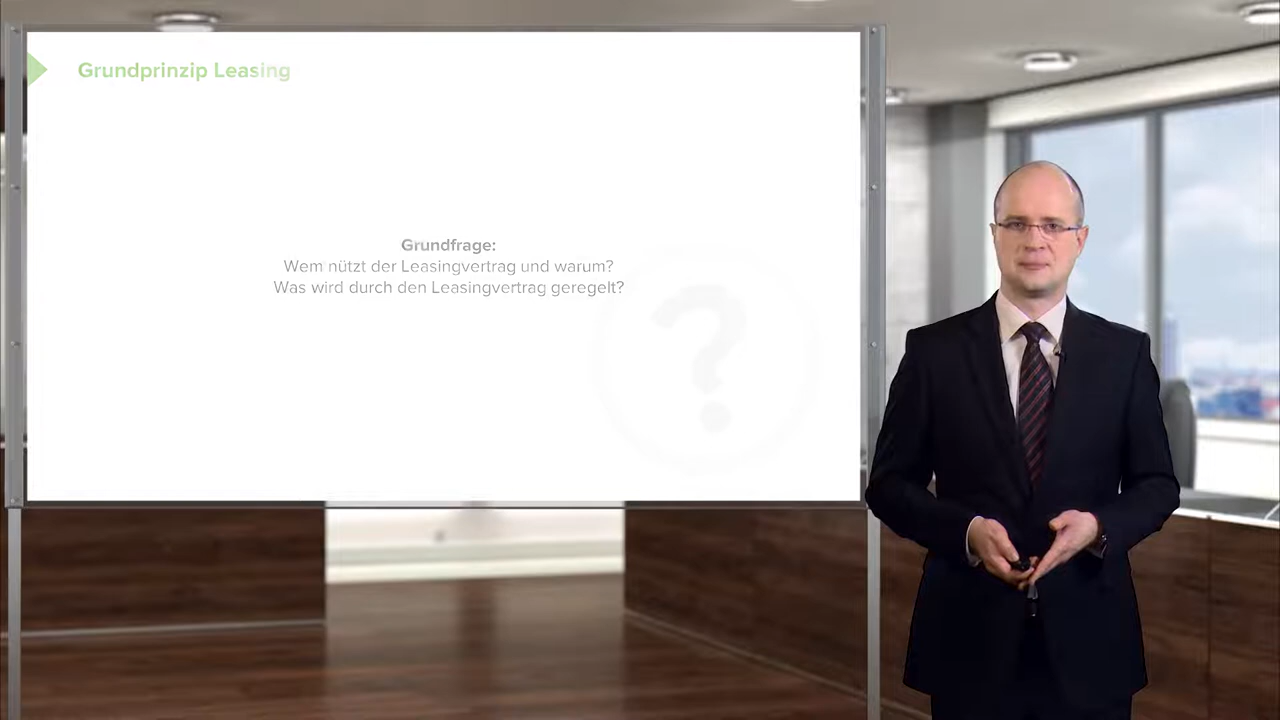 Grundprinzip Leasing
Grundfrage:
Wem nützt der Leasingvertrag und warum?
Was wird durch den Leasingvertrag geregelt?
?